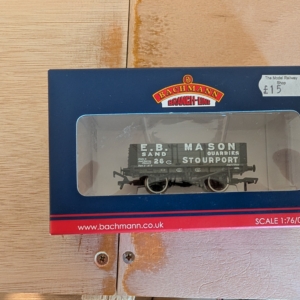 The Model Railway
Shop
£15
BACHMANN
BRANCH-LINE
E.B. MASON
SAND QUARRIES
26 STOURPORT
www.bachmann.co.uk
SCALE 1:76/